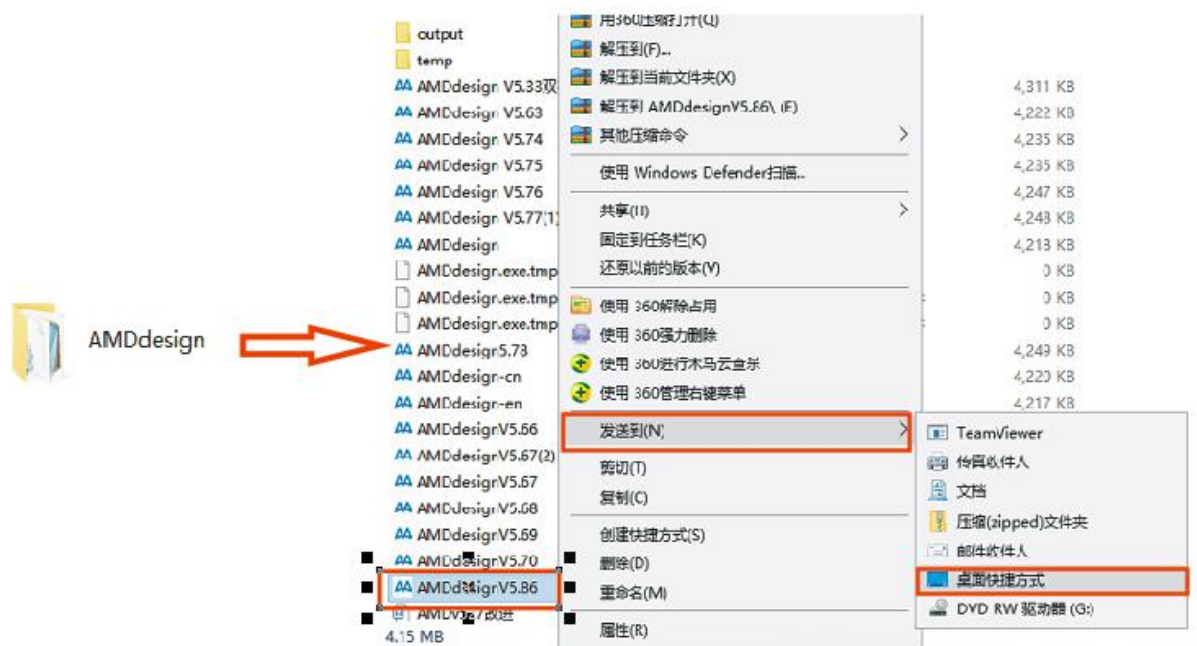 AMDdesign
output
temp
AMDdesign V5.33双
AMDdesign V5.63
AMDdesign V5.74
AMDdesign V5.75
AMDdesign V5.76
AMDdesign V5.77(1)
AMDdesign
AMDdesign.exe.tmp
AMDdesign.exe.tmp
AMDdesign.exe.tmp
AMDdesign5.73
AMDdesign-cn
AMDdesign-en
AMDdesignV5.66
AMDdesignV5.67(2)
AMDdesignV5.67
AMDdesignV5.68
AMDdesignV5.69
AMDdesignV5.70
AMDdesignV5.86
4.15 MB
用360压缩打开(Q)
解压到(F)...
解压到当前文件夹(X)
解压到 AMDdesignV5.86\ (E)
其他压缩命令
使用 Windows Defender扫描...
共享(H)
固定到任务栏(K)
还原以前的版本(V)
使用 360解除占用
使用 360强力删除
使用 360进行木马云查杀
使用 360管理右键菜单
发送到(N)
剪切(T)
复制(C)
创建快捷方式(S)
删除(D)
重命名(M)
属性(R)
4,311 KB
4,222 KB
4,235 KB
4,235 KB
4,247 KB
4,248 KB
4,213 KB
0 KB
0 KB
0 KB
4,249 KB
4,220 KB
4,217 KB
TeamViewer
传真收件人
文档
压缩(zipped)文件夹
邮件收件人
桌面快捷方式
DVD RW 驱动器 (G:)